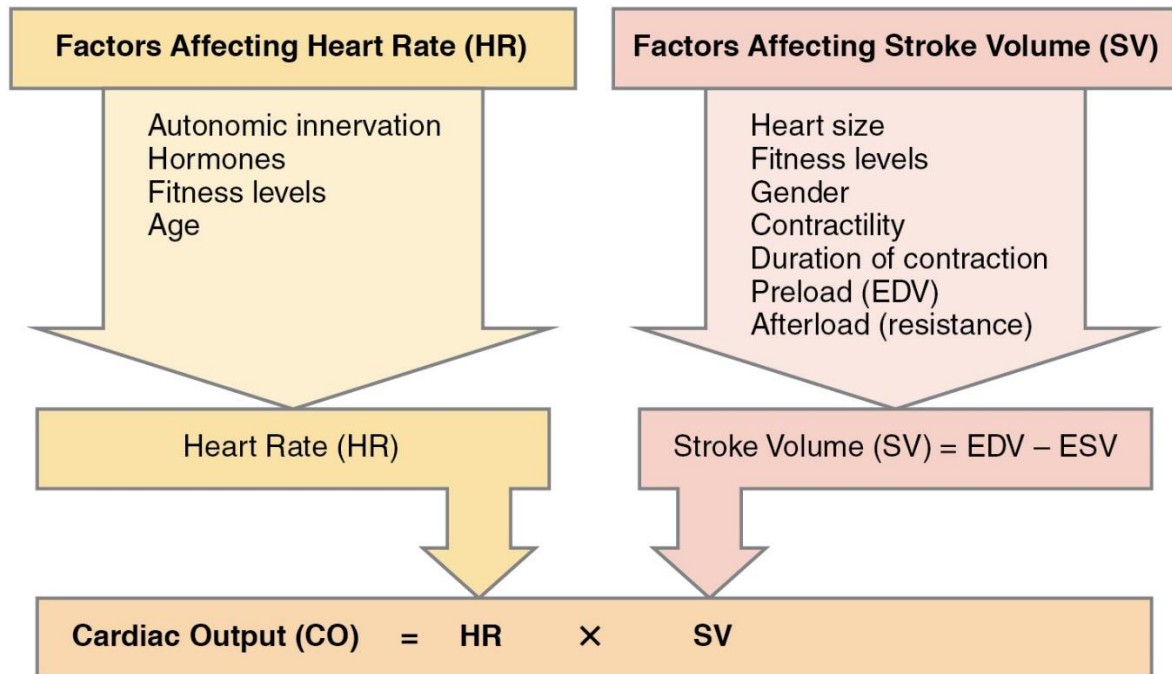 Factors Affecting Heart Rate (HR)
Autonomic innervation
Hormones
Fitness levels
Age
Factors Affecting Stroke Volume (SV)
Heart size
Fitness levels
Gender
Contractility
Duration of contraction
Preload (EDV)
Afterload (resistance)
Heart Rate (HR)
Stroke Volume (SV) = EDV – ESV
Cardiac Output (CO) = HR × SV